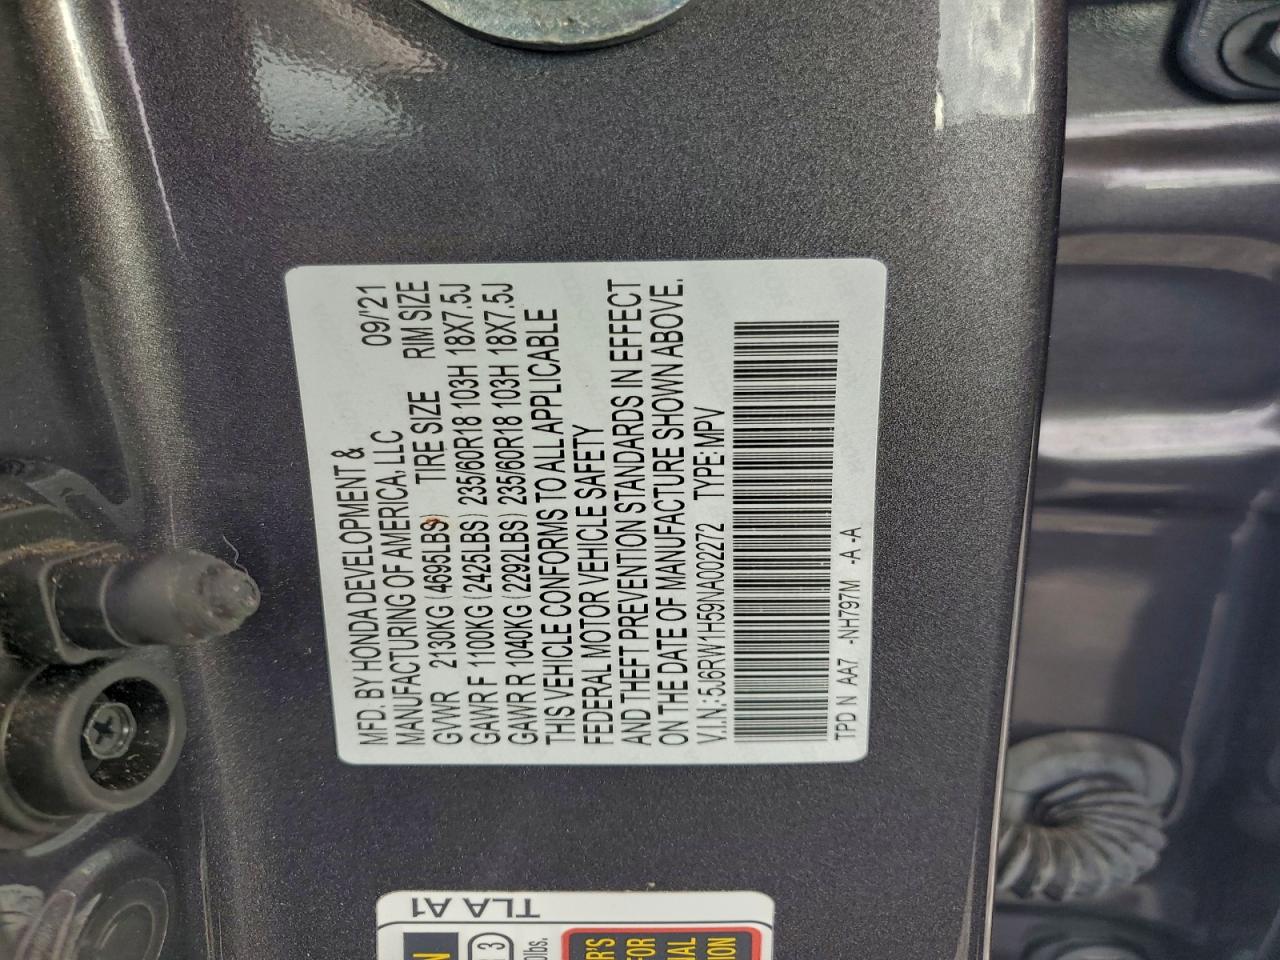 MFD. BY HONDA DEVELOPMENT & 09/'21
MANUFACTURING OF AMERICA, LLC RIM SIZE
GVWR 2130KG 4695LBS) TIRE SIZE
GAWR F 1100KG (2425LBS) 235/60R18 103H 18X7.5J
GAWR R 1040KG (2292LBS) 235/60R18 103H 18X7.5J
THIS VEHICLE CONFORMS TO ALL APPLICABLE
FEDERAL MOTOR VEHICLE SAFETY
AND THEFT PREVENTION STANDARDS IN EFFECT
ON THE DATE OF MANUFACTURE SHOWN ABOVE.
V.I.N.:5J6RW1H59NA002272 TYPE:MPV
TPD N AA7 -NH797M -A -A
TLA A1
3
lbs.
R'S
FOR